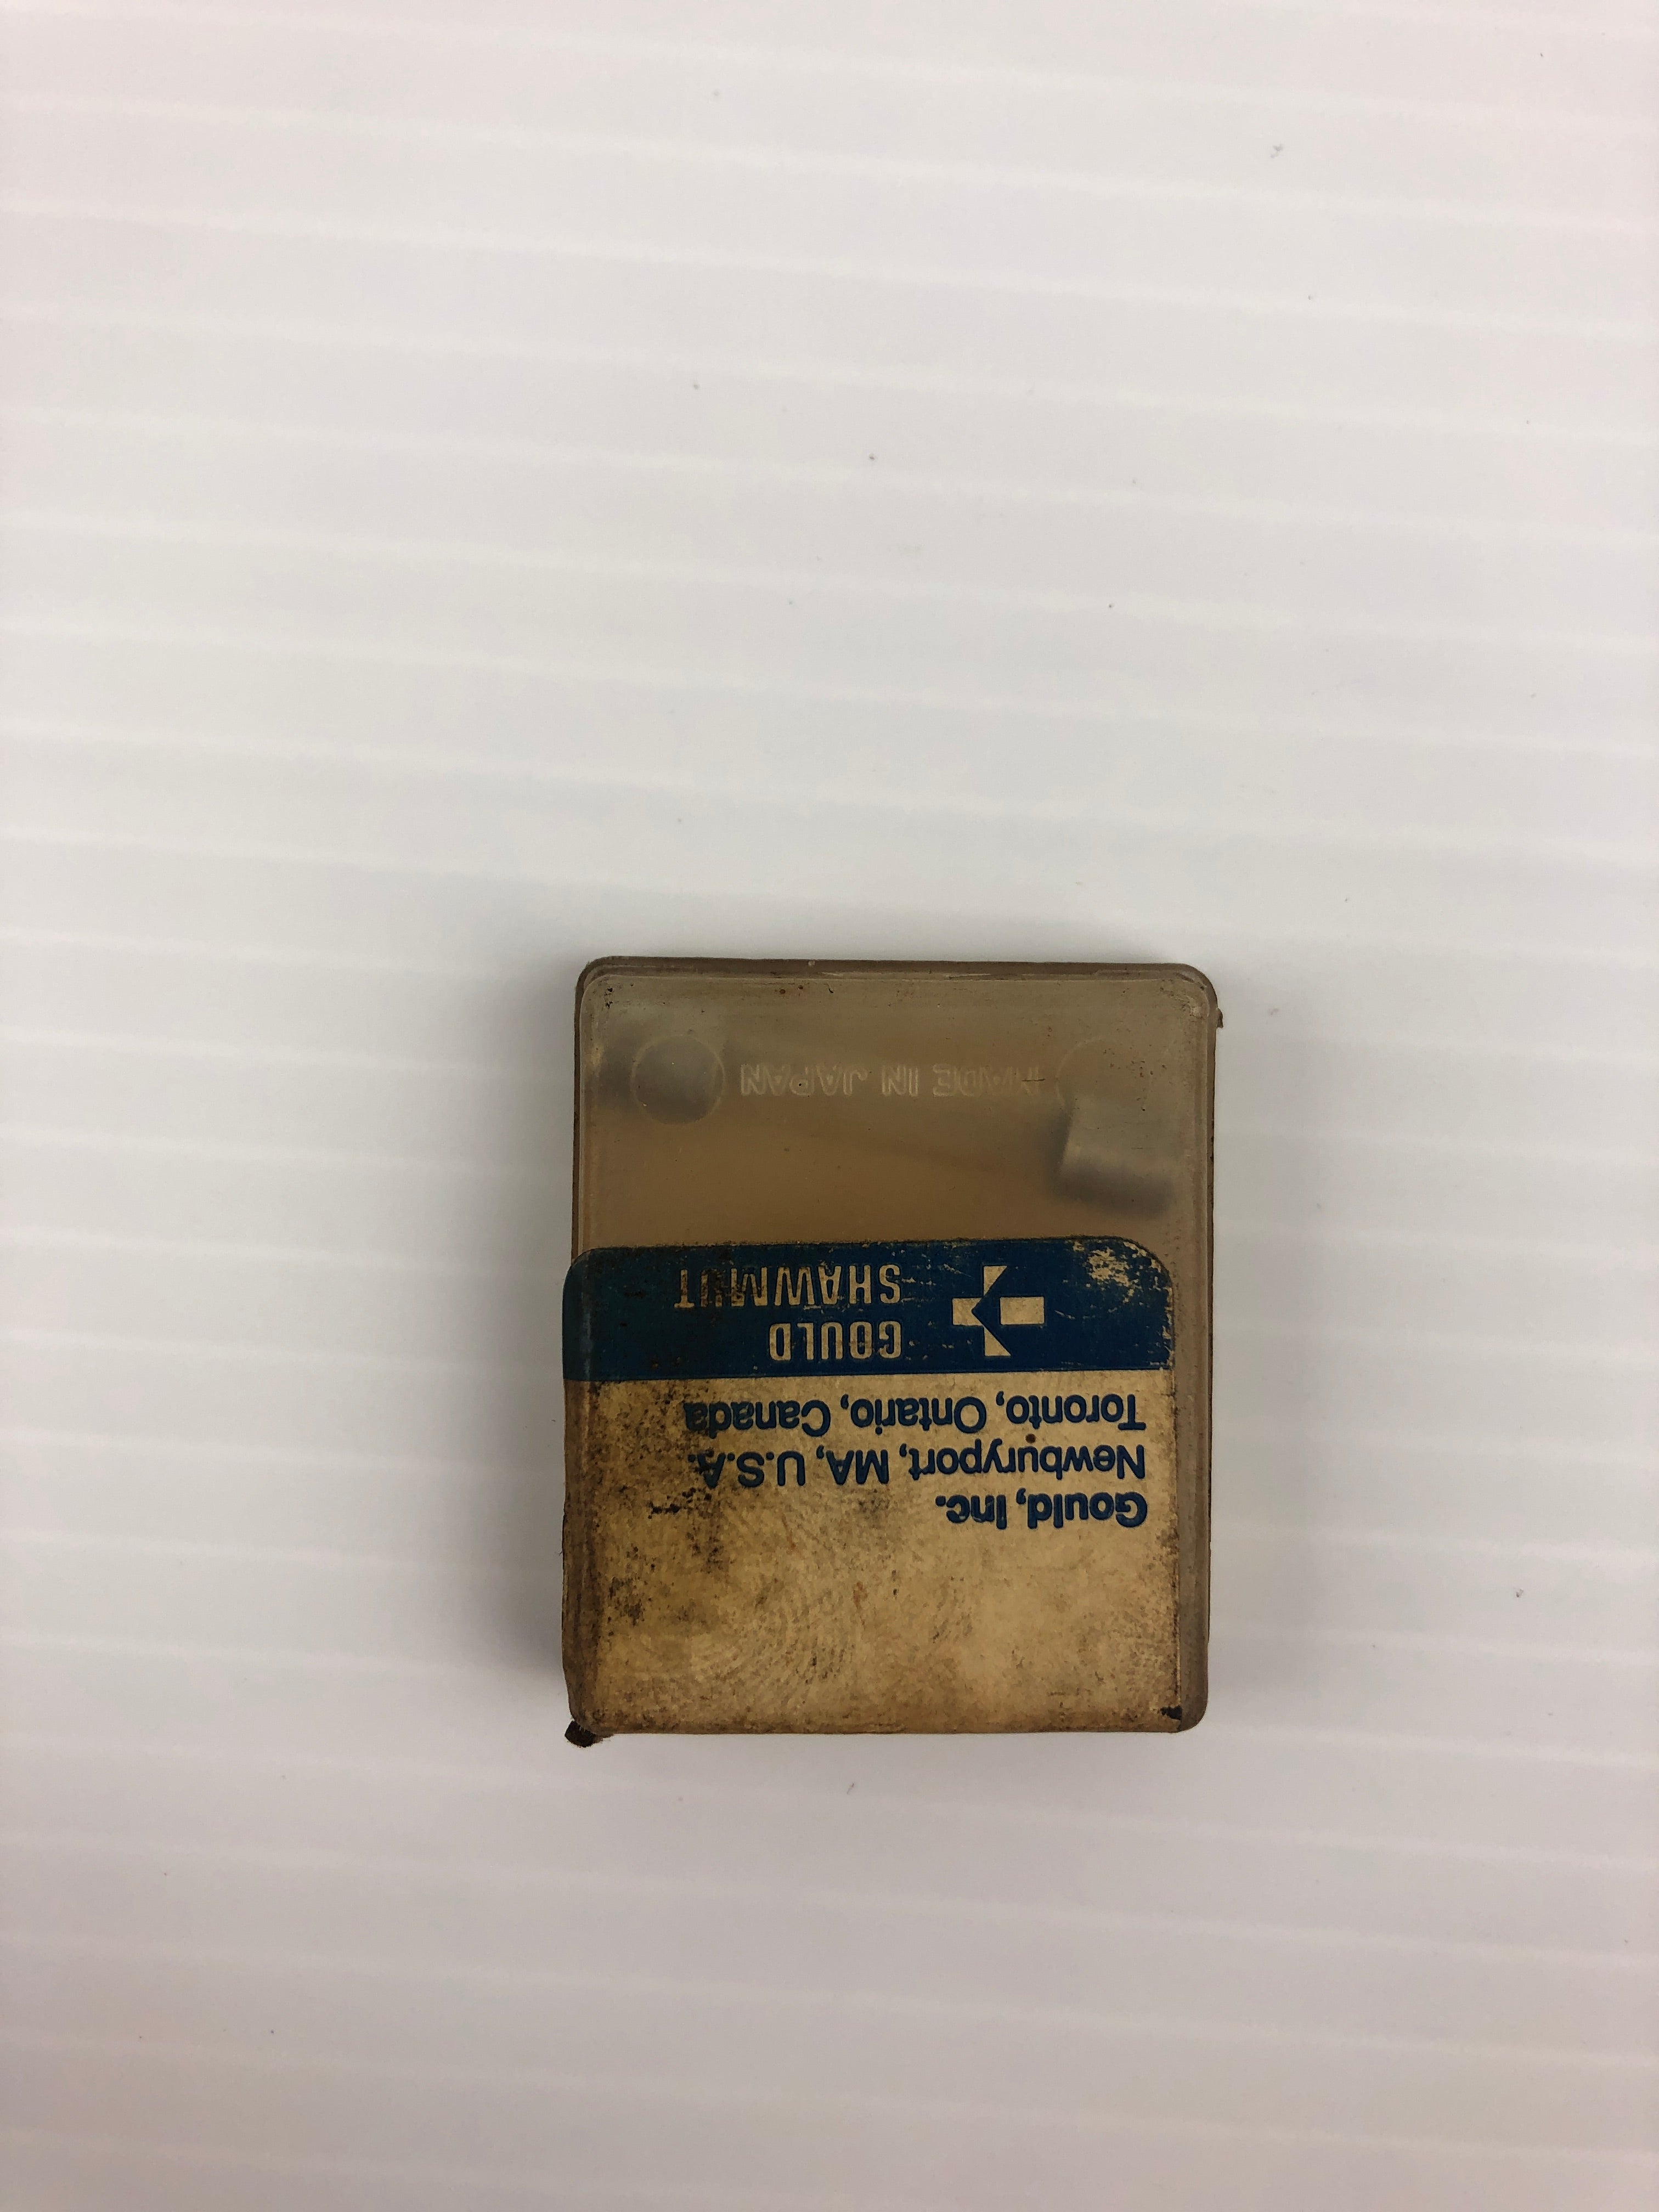 Gould, Inc.
Newburyport, MA, U.S.A.
Toronto, Ontario, Canada
GOULD
SHAWMUT
MADE IN JAPAN